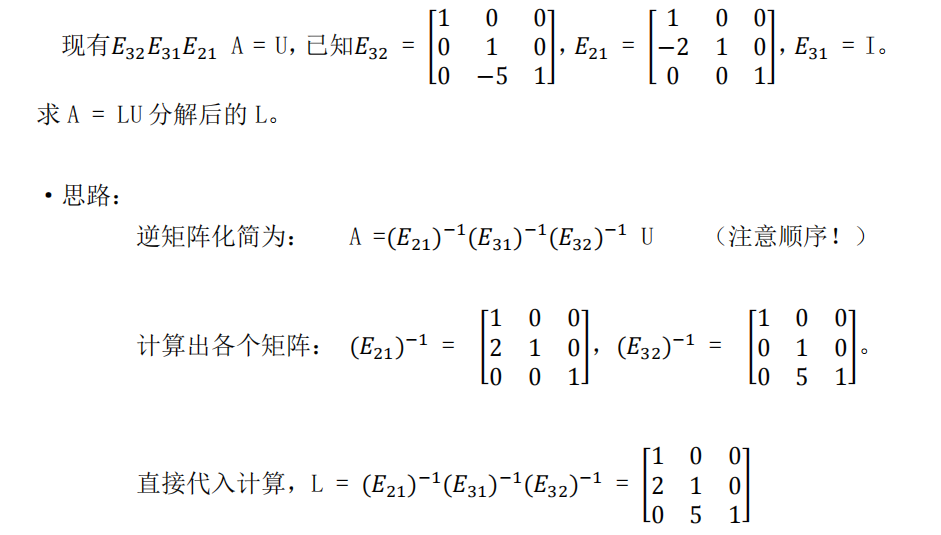 现有$E_{32}E_{31}E_{21}$ A = U，已知$E_{32}$ = $\begin{bmatrix}1 & 0 & 0\\0 & 1 & 0\\0 & -5 & 1\end{bmatrix}$，$E_{21}$ = $\begin{bmatrix}1 & 0 & 0\\-2 & 1 & 0\\0 & 0 & 1\end{bmatrix}$，$E_{31}$ = I。
求 A = LU 分解后的 L。
·思路：
逆矩阵化简为： A =$(E_{21})^{-1}(E_{31})^{-1}(E_{32})^{-1}$ U （注意顺序！）
计算出各个矩阵： $(E_{21})^{-1}$ = $\begin{bmatrix}1 & 0 & 0\\2 & 1 & 0\\0 & 0 & 1\end{bmatrix}$，$(E_{32})^{-1}$ = $\begin{bmatrix}1 & 0 & 0\\0 & 1 & 0\\0 & 5 & 1\end{bmatrix}$。
直接代入计算，L = $(E_{21})^{-1}(E_{31})^{-1}(E_{32})^{-1}$ = $\begin{bmatrix}1 & 0 & 0\\2 & 1 & 0\\0 & 5 & 1\end{bmatrix}$